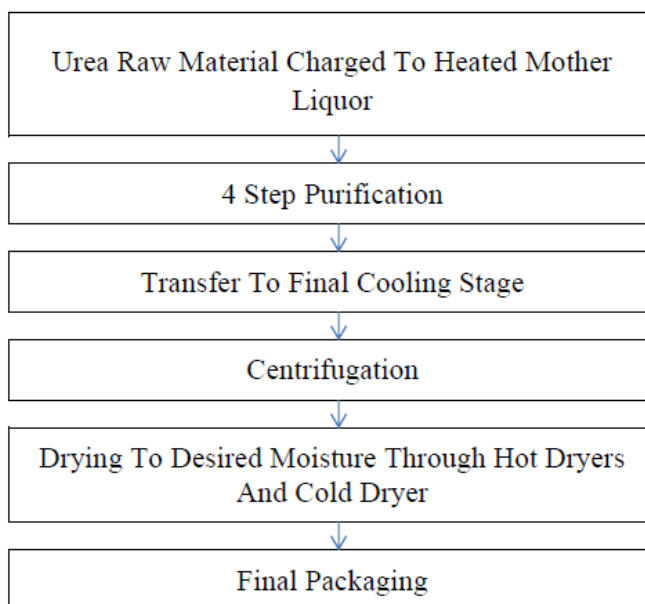 Urea Raw Material Charged To Heated Mother
Liquor
4 Step Purification
Transfer To Final Cooling Stage
Centrifugation
Drying To Desired Moisture Through Hot Dryers
And Cold Dryer
Final Packaging